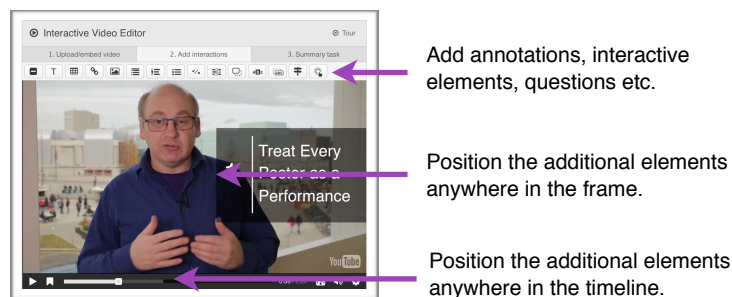 Interactive Video Editor
Tour
1. Upload/embed video
2. Add interactions
3. Summary task
T
Add annotations, interactive
elements, questions etc.
Treat Every
Poster as a
Performance
Position the additional elements
anywhere in the frame.
YouTube
Position the additional elements
anywhere in the timeline.